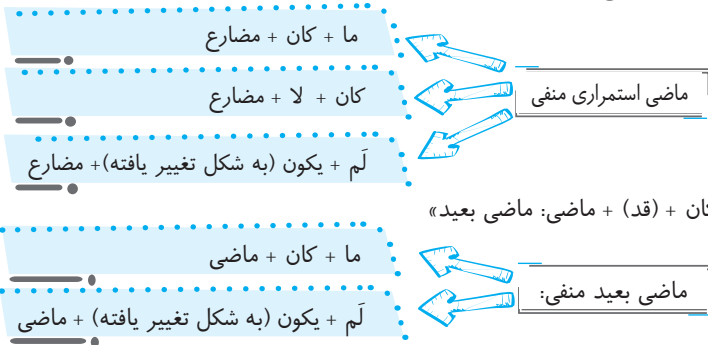 ما + کان + مضارع
ماضی استمراری منفی
کان + لا + مضارع
لَم + یکون (به شکل تغییر یافته)+ مضارع
کان + (قد) + ماضی: ماضی بعید»
ما + کان + ماضی
ماضی بعید منفی:
لَم + یکون (به شکل تغییر یافته) + ماضی